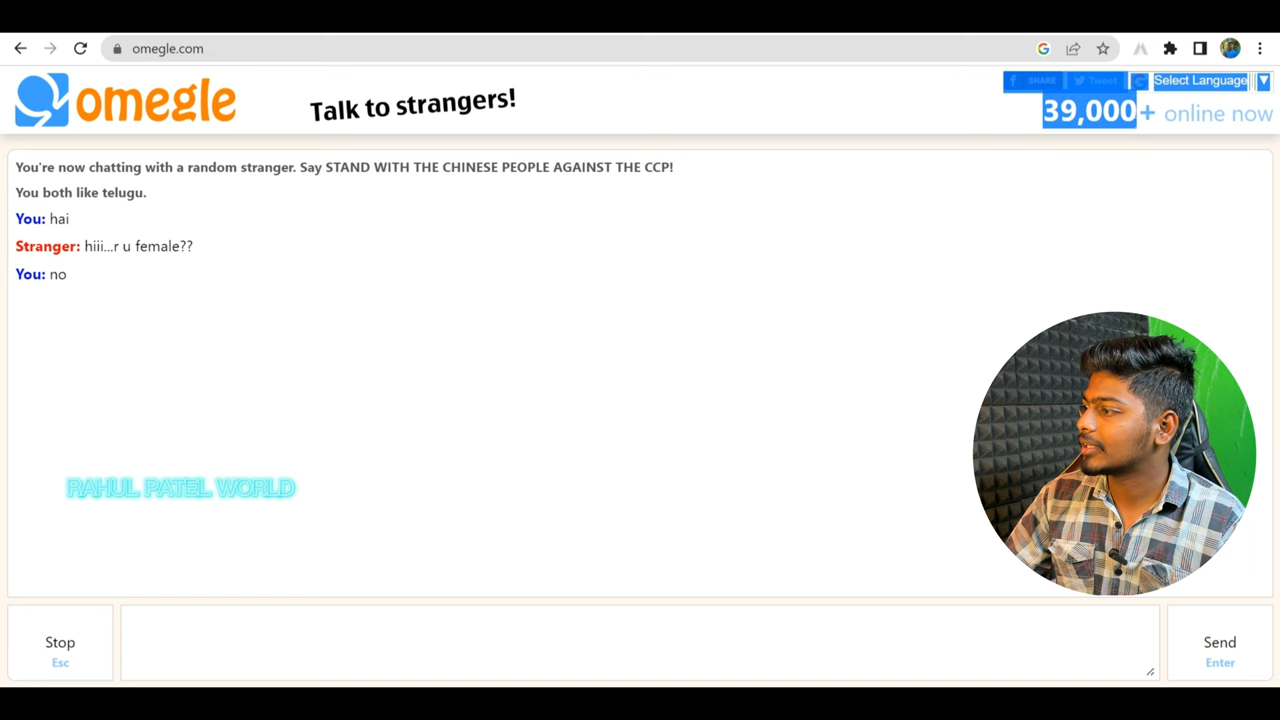 omegle.com
omegle
Talk to strangers!
SHARE
Tweet
Select Language
39,000+ online now
You're now chatting with a random stranger. Say STAND WITH THE CHINESE PEOPLE AGAINST THE CCP!
You both like telugu.
You: hai
Stranger: hiii...r u female??
You: no
RAHUL PATEL WORLD
Stop
Esc
Send
Enter